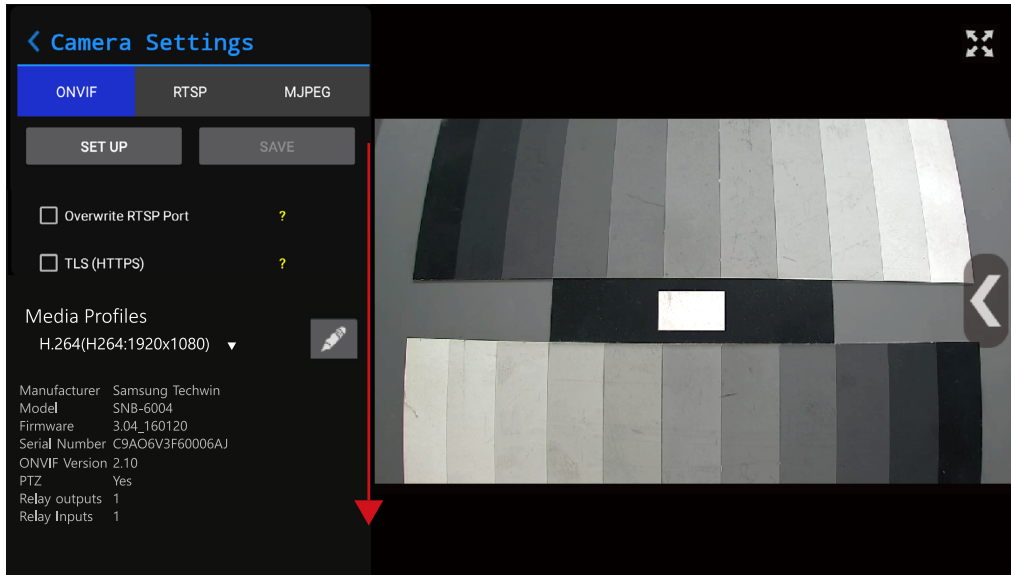 Camera Settings
ONVIF RTSP MJPEG
SET UP SAVE
Overwrite RTSP Port ?
TLS (HTTPS) ?
Media Profiles
H.264(H264:1920x1080)
Manufacturer Samsung Techwin
Model SNB-6004
Firmware 3.04_160120
Serial Number C9AO6V3F60006AJ
ONVIF Version 2.10
PTZ Yes
Relay outputs 1
Relay Inputs 1